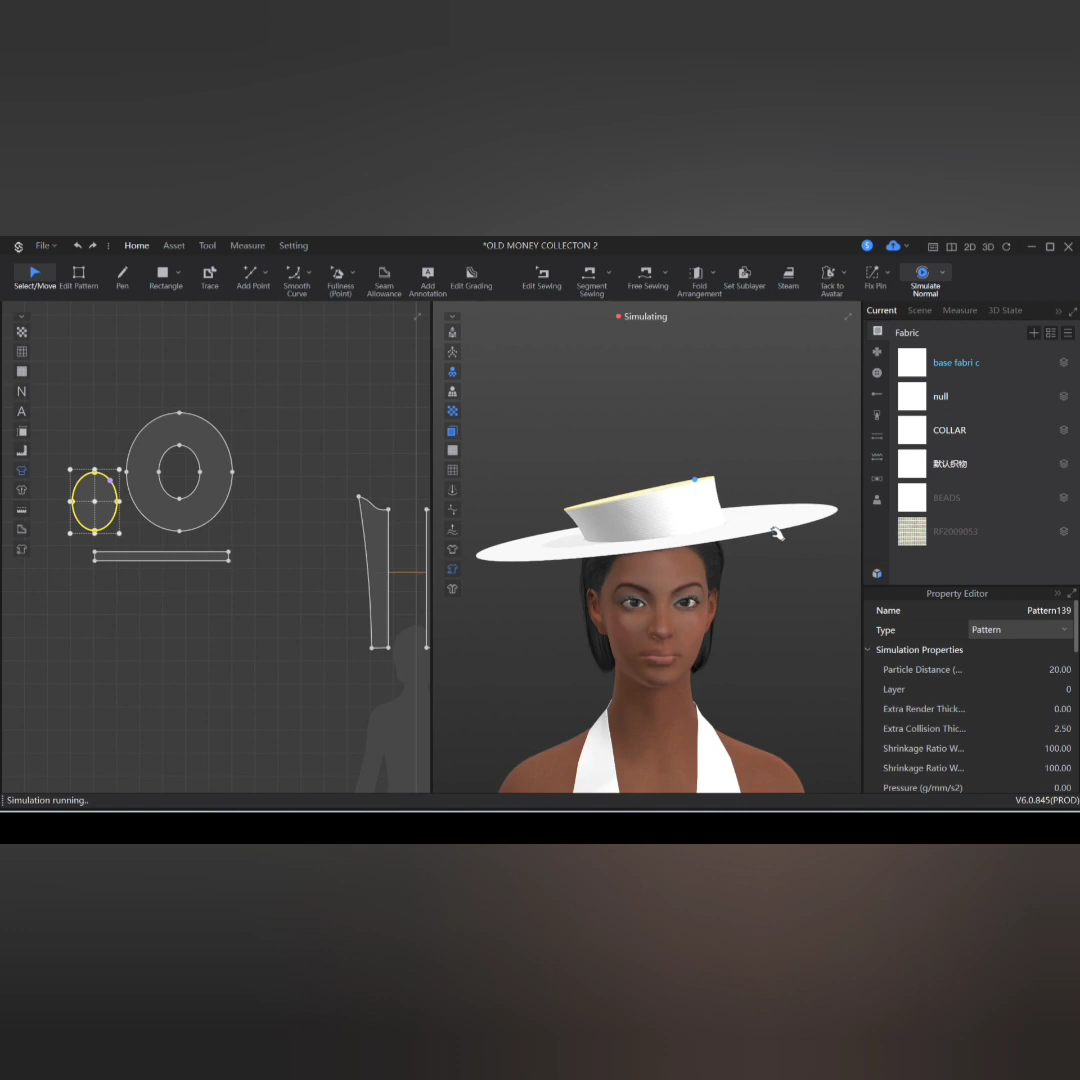 File
Home
Asset
Tool
Measure
Setting
*OLD MONEY COLLECTON 2
S
2D
3D
Select/Move
Edit Pattern
Pen
Rectangle
Trace
Add Point
Smooth
Curve
Fullness
(Point)
Seam
Allowance
Add
Annotation
Edit Grading
Edit Sewing
Segment
Sewing
Free Sewing
Fold
Arrangement
Set Sublayer
Steam
Tack to
Avatar
Fix Pin
Simulate
Normal
Simulating
Current
Scene
Measure
3D State
Fabric
base fabri c
null
COLLAR
默认织物
BEADS
RF2009053
N
A
Property Editor
Name Pattern139
Type Pattern
Simulation Properties
Particle Distance (... 20.00
Layer 0
Extra Render Thick... 0.00
Extra Collision Thic... 2.50
Shrinkage Ratio W... 100.00
Shrinkage Ratio W... 100.00
Pressure (g/mm/s2) 0.00
Simulation running..
V6.0.845(PROD)